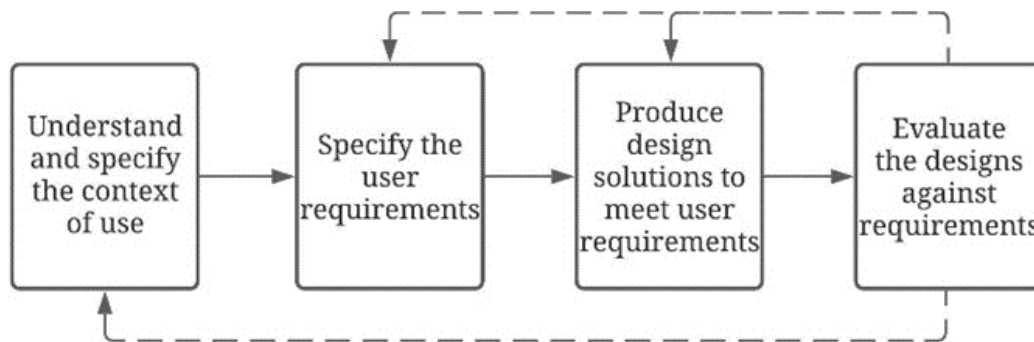 Understand
and specify
the context
of use
Specify the
user
requirements
Produce
design
solutions to
meet user
requirements
Evaluate
the designs
against
requirements